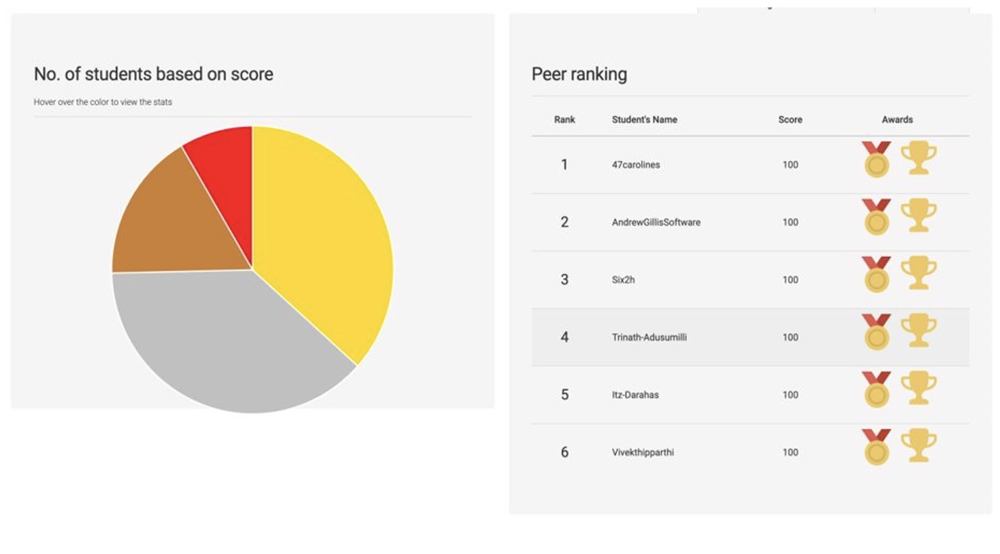 No. of students based on score
Hover over the color to view the stats
Peer ranking
Rank Student's Name Score Awards
1 47carolines 100
2 AndrewGillisSoftware 100
3 Six2h 100
4 Trinath-Adusumilli 100
5 Itz-Darahas 100
6 Vivekthipparthi 100